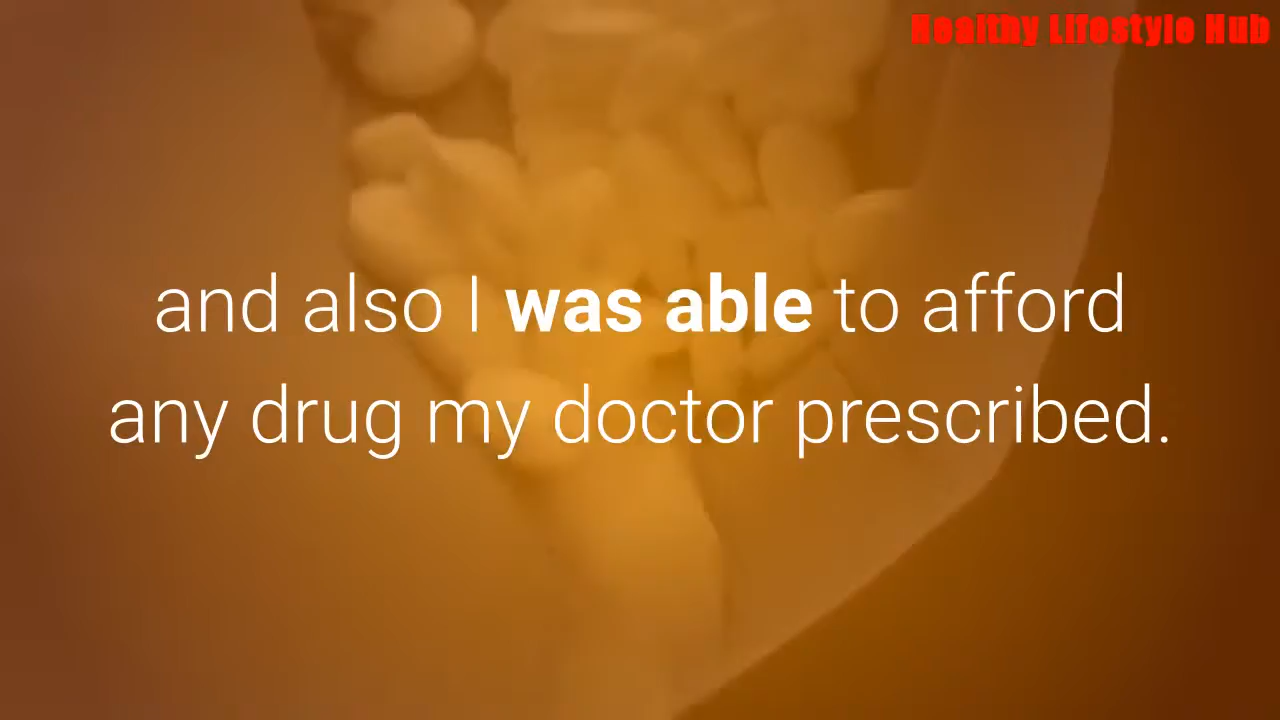 Healthy Lifestyle Hub
and also I was able to afford
any drug my doctor prescribed.